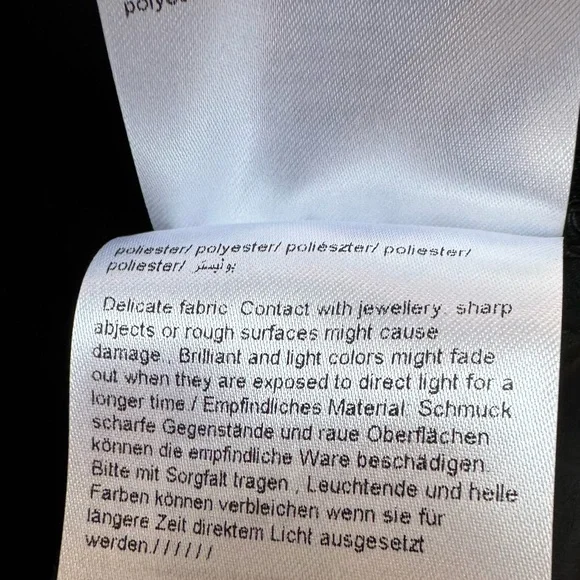 poliester/ polyester/ poliészter/ poliester/
poliester/ بوليستر
Delicate fabric. Contact with jewellery. sharp
abjects or rough surfaces might cause
damage . Brilliant and light colors might fade
out when they are exposed to direct light for a
longer time / Empfindliches Material. Schmuck
scharfe Gegenstände und raue Oberflächen
können die empfindliche Ware beschädigen.
Bitte mit Sorgfalt tragen , Leuchtende und helle
Farben können verbleichen wenn sie für
längere Zeit direktem Licht ausgesetzt
werden.//////